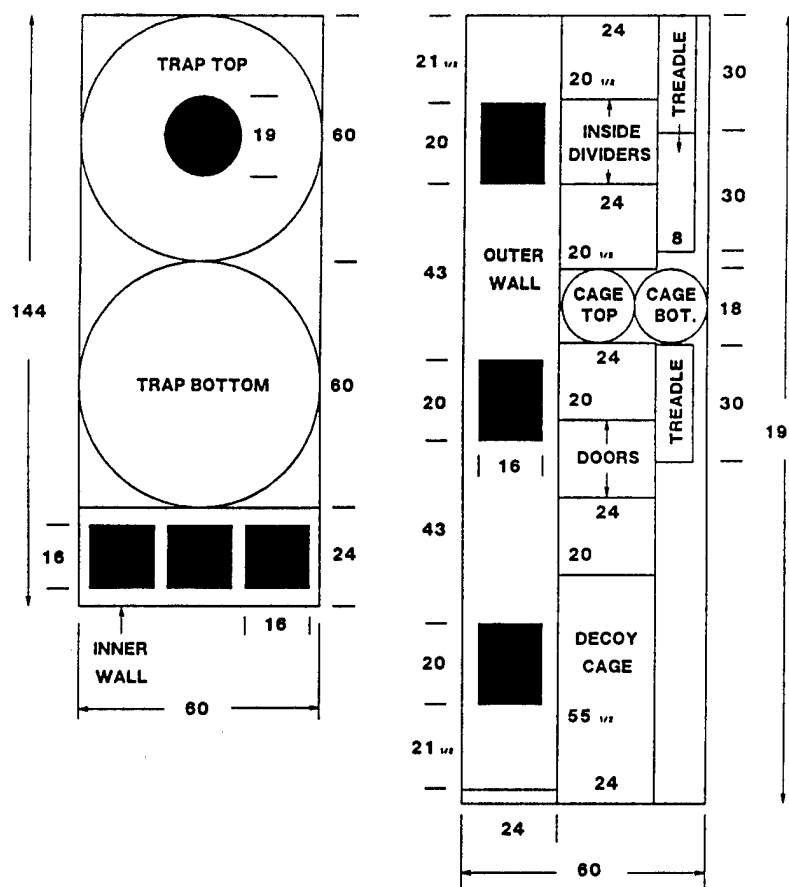 TRAP TOP
19
60
144
TRAP BOTTOM
60
16
24
16
INNER
WALL
60
21 1/2
24
20 1/2
TREADLE
30
20
INSIDE
DIVIDERS
24
30
20 1/2
8
43
OUTER
WALL
CAGE
TOP
CAGE
BOT.
18
24
20
TREADLE
30
20
19
16
DOORS
24
43
20
20
DECOY
CAGE
55 1/2
21 1/2
24
24
60